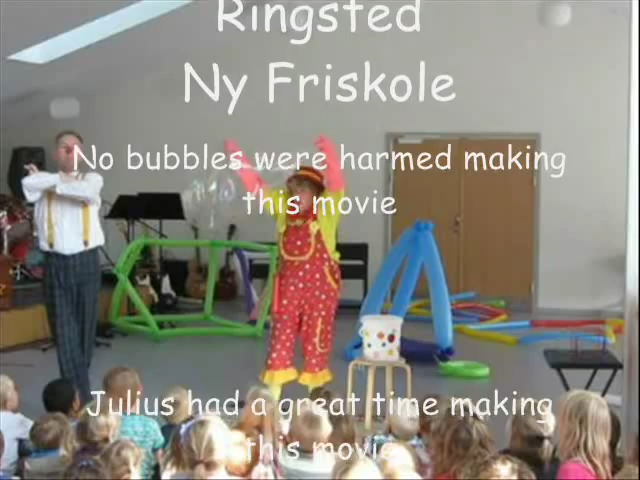 Ringsted
Ny Friskole
No bubbles were harmed making
this movie
Julius had a great time making
this movie